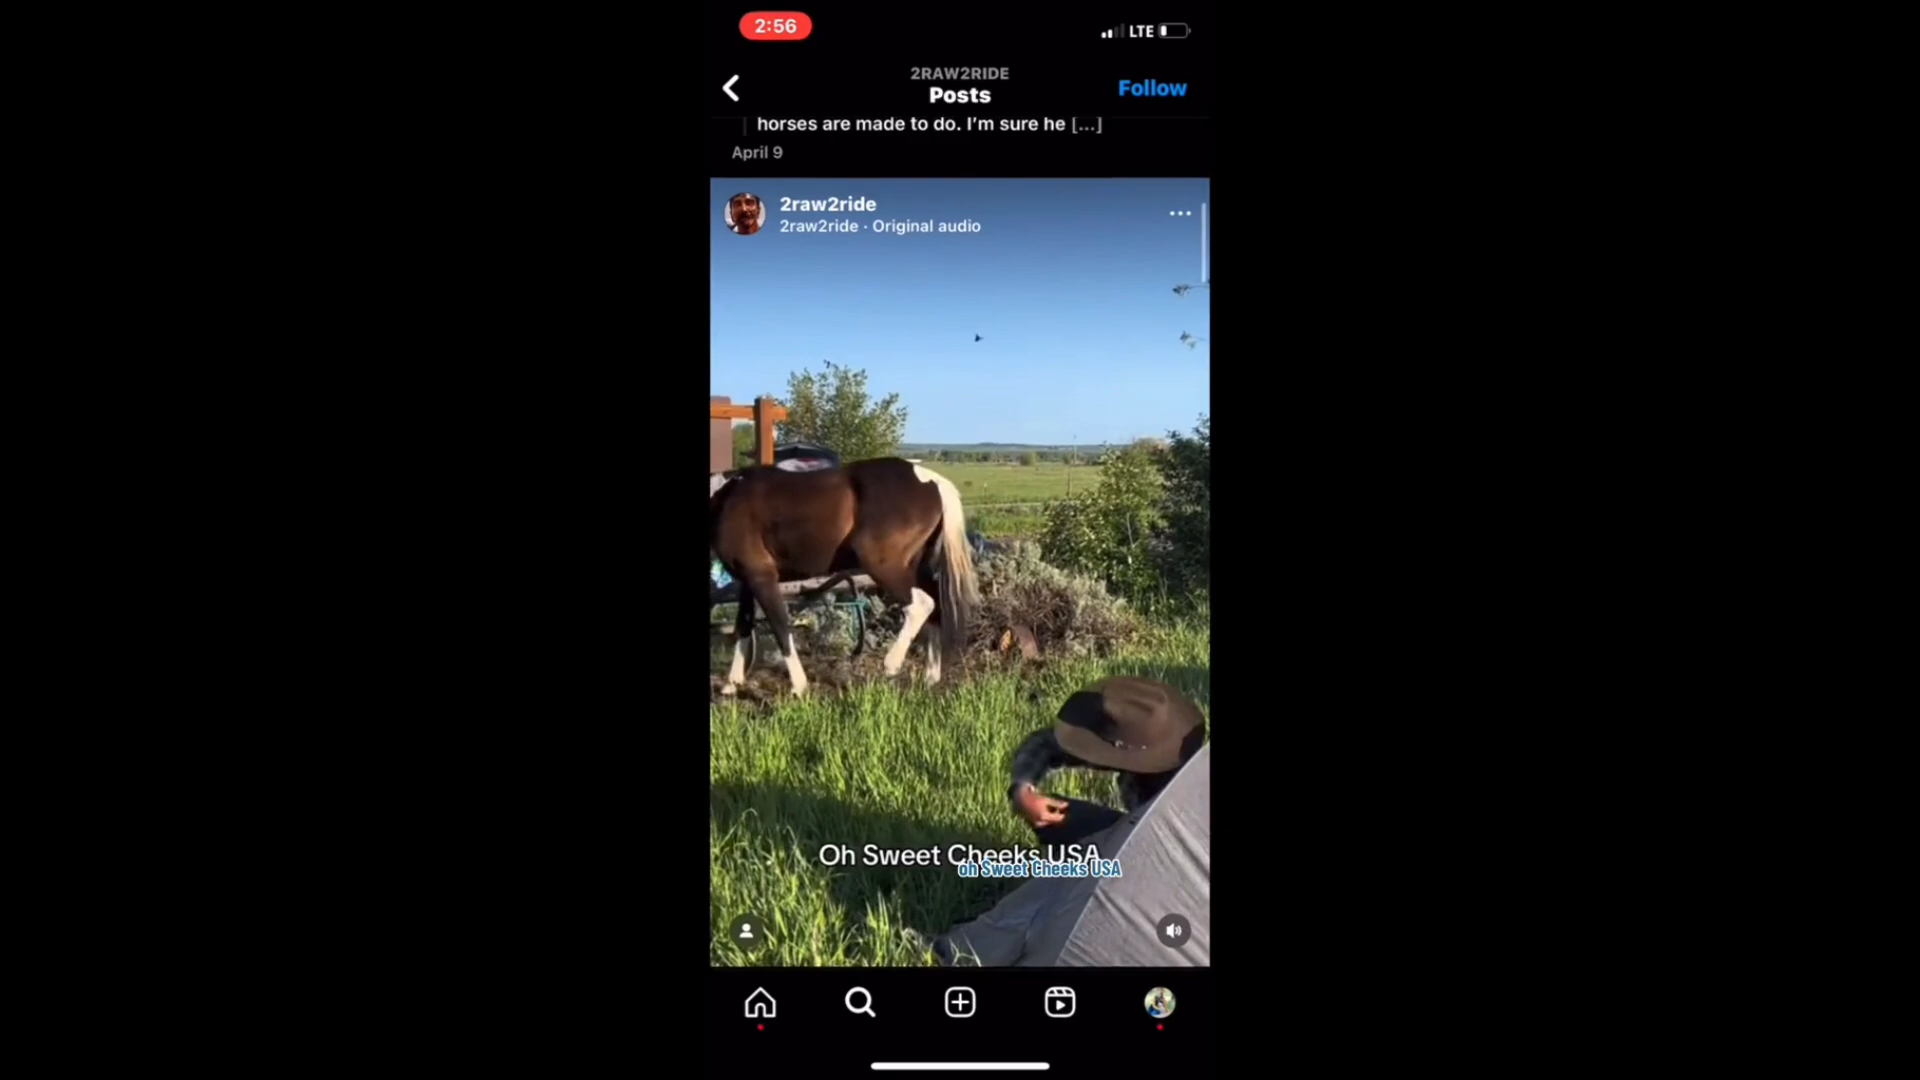 2:56
LTE
2RAW2RIDE
Posts
Follow
horses are made to do. I'm sure he [...]
April 9
2raw2ride
2raw2ride · Original audio
Oh Sweet Cheeks USA
oh Sweet Cheeks USA